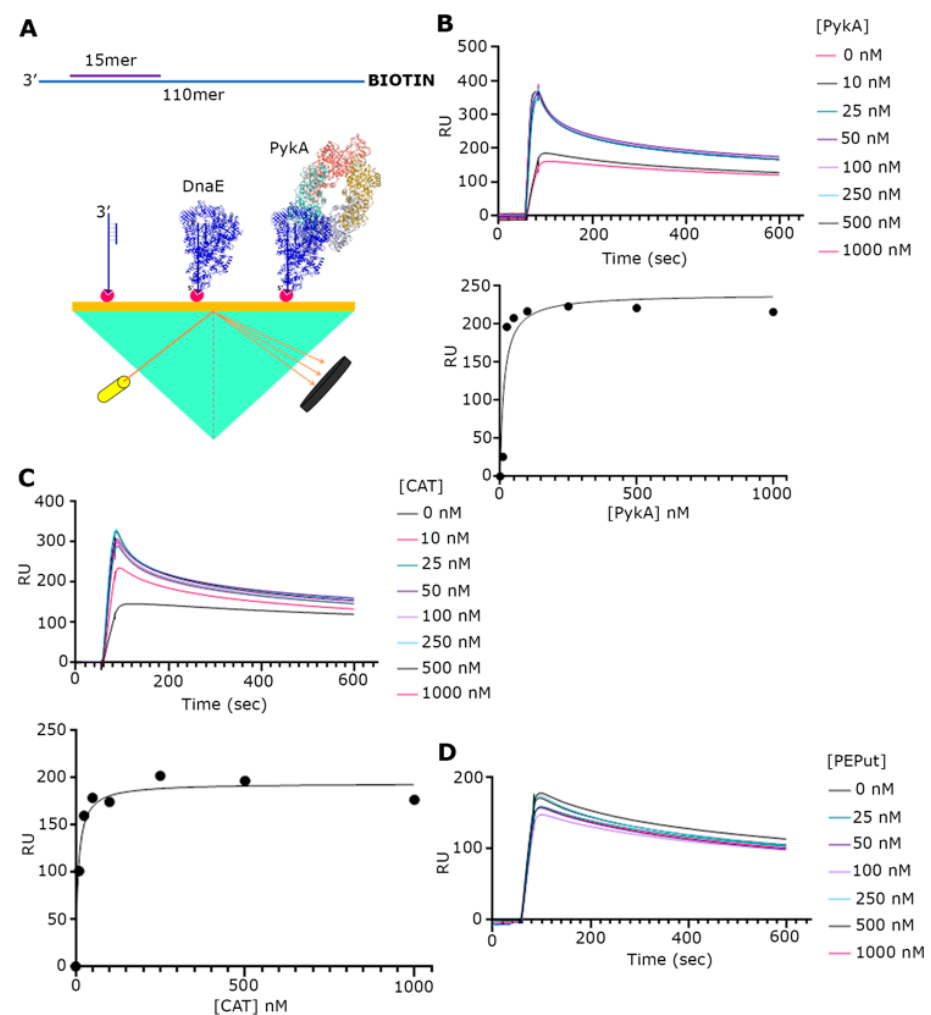 A
15mer
3′
BIOTIN
110mer
PykA
DnaE
3′
5'
5'
B
[PykA]
0 nM
10 nM
25 nM
50 nM
100 nM
250 nM
500 nM
1000 nM
RU
500
400
300
200
100
0
0
200
400
600
Time (sec)
RU
250
200
150
100
50
0
0
500
1000
[PykA] nM
C
[CAT]
0 nM
10 nM
25 nM
50 nM
100 nM
250 nM
500 nM
1000 nM
RU
400
300
200
100
0
0
200
400
600
Time (sec)
RU
250
200
150
100
50
0
0
500
1000
[CAT] nM
D
[PEPut]
0 nM
25 nM
50 nM
100 nM
250 nM
500 nM
1000 nM
RU
200
100
0
0
200
400
600
Time (sec)